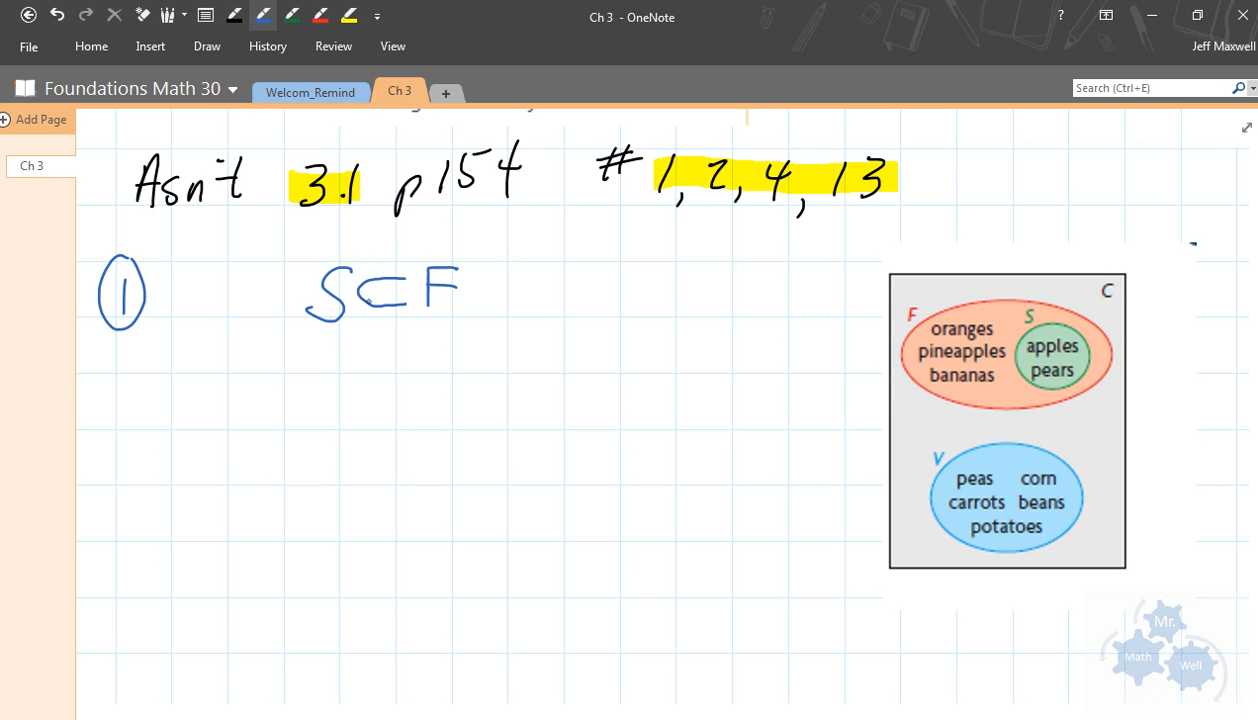 Ch 3 - OneNote
?
File Home Insert Draw History Review View
Jeff Maxwell
Foundations Math 30
Welcom_Remind
Ch 3
Search (Ctrl+E)
Add Page
Ch 3
Asn't 3.1 p154 # 1, 2, 4, 13
1
S⊂F
C
F
S
oranges
pineapples
bananas
apples
pears
V
peas corn
carrots beans
potatoes
Mr.
Math
Well